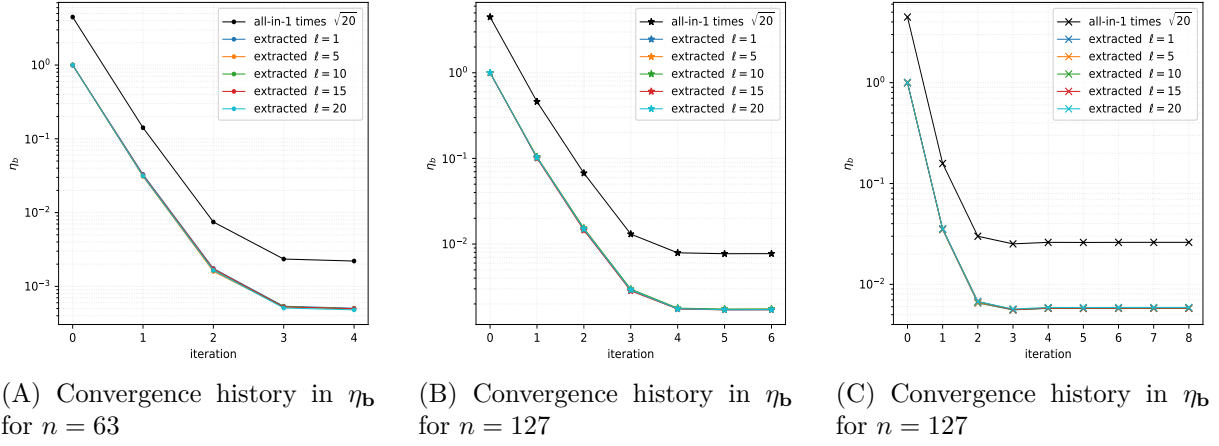 10⁰
10⁻¹
10⁻²
10⁻³
η_b
0 1 2 3 4
iteration
all-in-1 times √20
extracted ℓ = 1
extracted ℓ = 5
extracted ℓ = 10
extracted ℓ = 15
extracted ℓ = 20
(A) Convergence history in η_b
for n = 63
10⁰
10⁻¹
10⁻²
η_b
0 1 2 3 4 5 6
iteration
all-in-1 times √20
extracted ℓ = 1
extracted ℓ = 5
extracted ℓ = 10
extracted ℓ = 15
extracted ℓ = 20
(B) Convergence history in η_b
for n = 127
10⁰
10⁻¹
10⁻²
η_b
0 1 2 3 4 5 6 7 8
iteration
all-in-1 times √20
extracted ℓ = 1
extracted ℓ = 5
extracted ℓ = 10
extracted ℓ = 15
extracted ℓ = 20
(C) Convergence history in η_b
for n = 127